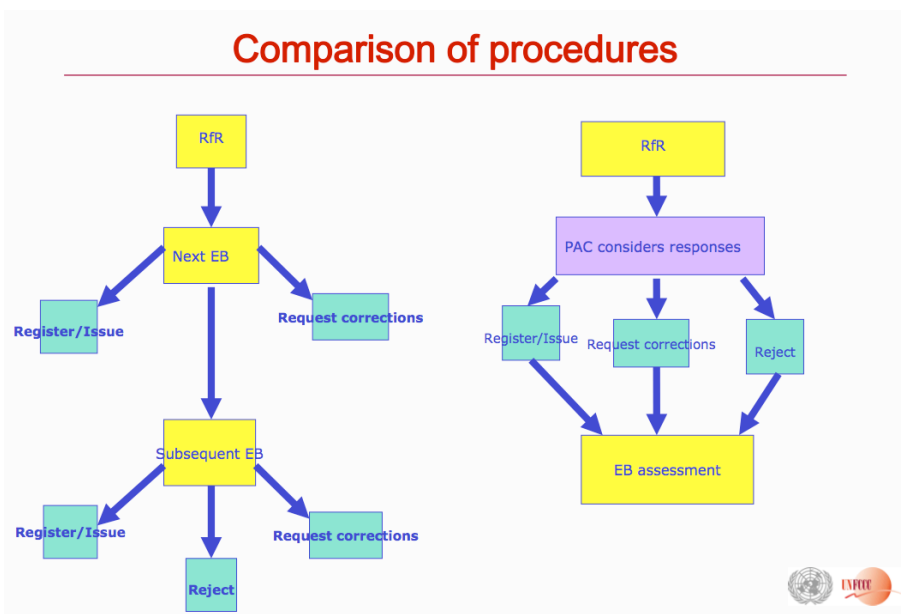 Comparison of procedures
RfR
Next EB
Register/Issue
Request corrections
Subsequent EB
Register/Issue
Request corrections
Reject
RfR
PAC considers responses
Register/Issue
Request corrections
Reject
EB assessment
UNFCCC